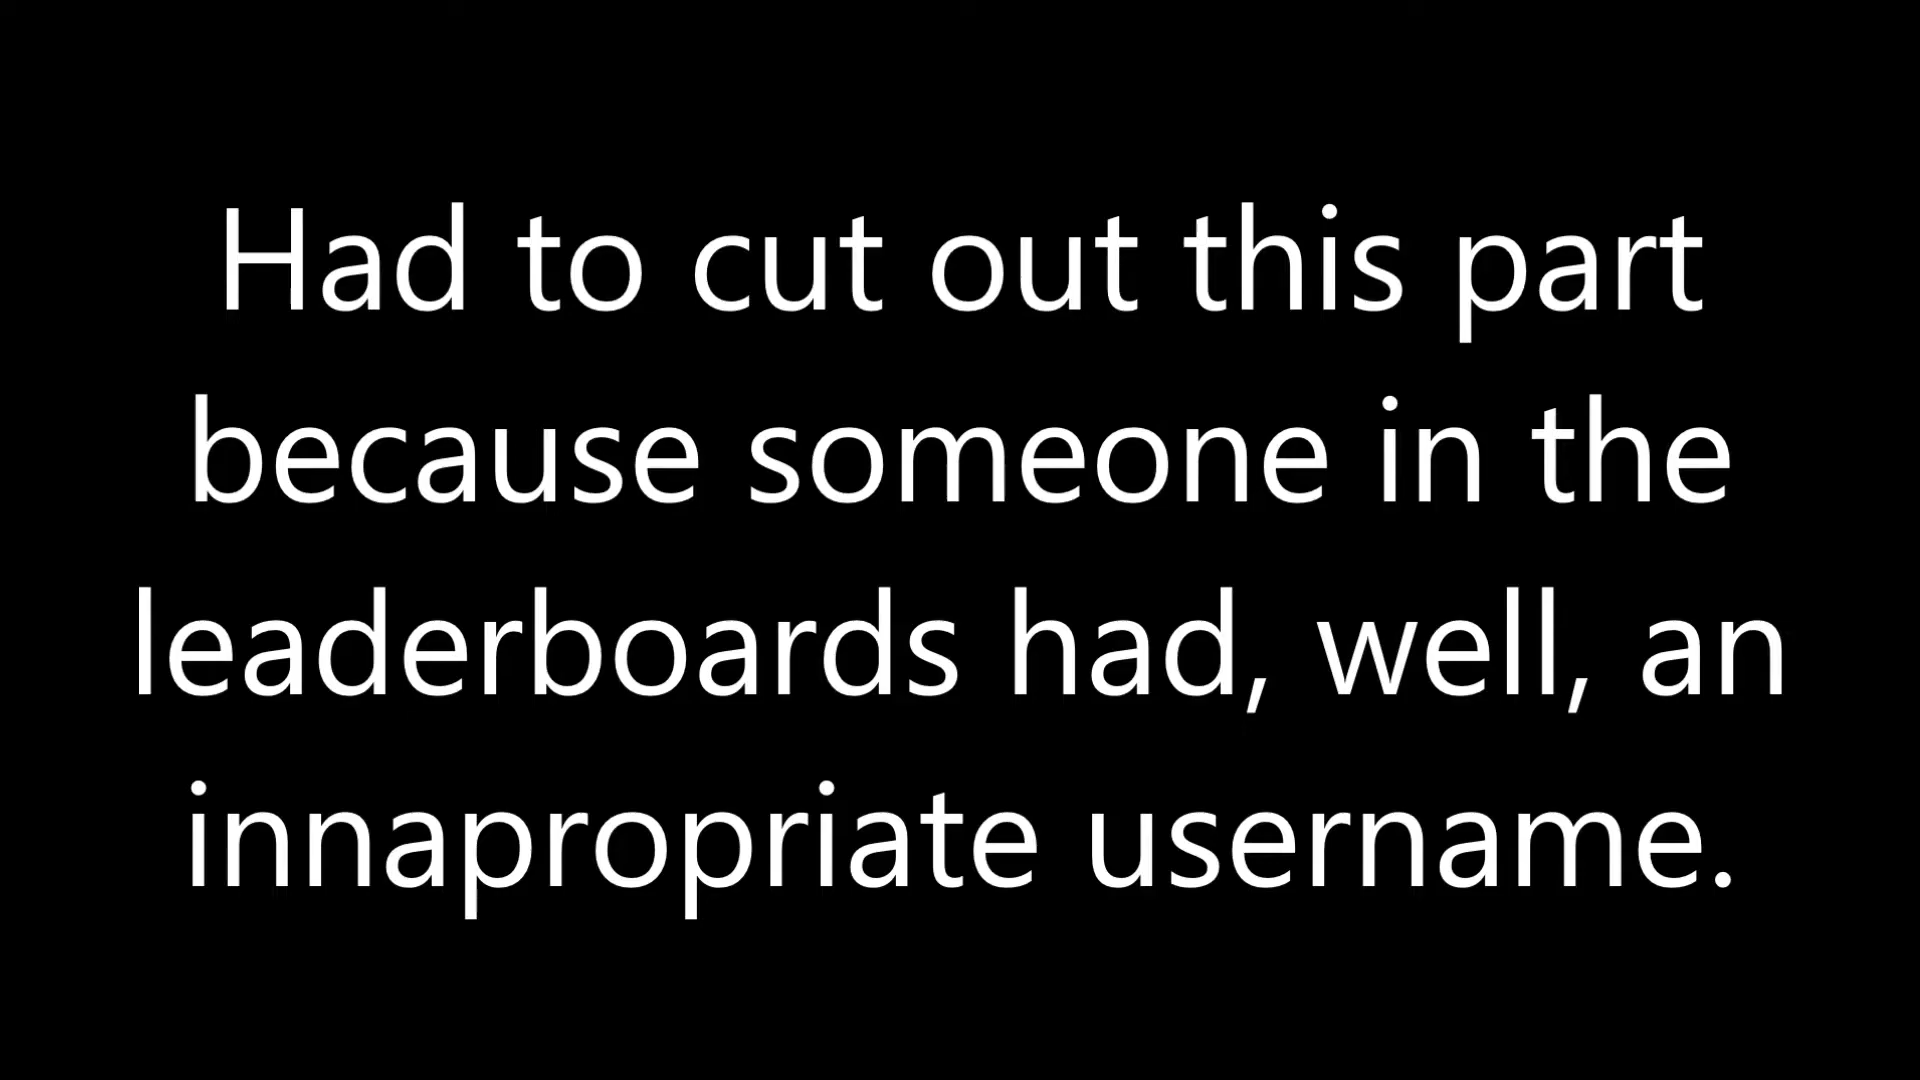 Had to cut out this part
because someone in the
leaderboards had, well, an
innapropriate username.